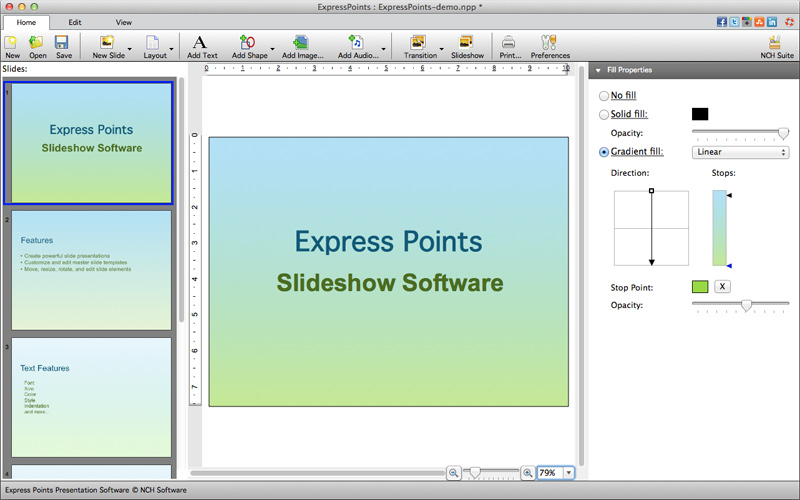 ExpressPoints : ExpressPoints-demo.npp *
Home Edit View
New Open Save New Slide Layout Add Text Add Shape Add Image... Add Audio... Transition Slideshow Print... Preferences NCH Suite
Slides:
1
Express Points
Slideshow Software
2
Features
• Create powerful slide presentations
• Customize and edit master slide templates
• Move, resize, rotate, and edit slide elements
3
Text Features
Font
Size
Color
Style
Indentation
and more...
4
0 1 2 3 4 5 6 7 8 9 10
0
1
2
3
4
5
6
7
Express Points
Slideshow Software
79%
Fill Properties
No fill
Solid fill:
Opacity:
Gradient fill: Linear
Direction: Stops:
Stop Point: X
Opacity:
Express Points Presentation Software © NCH Software